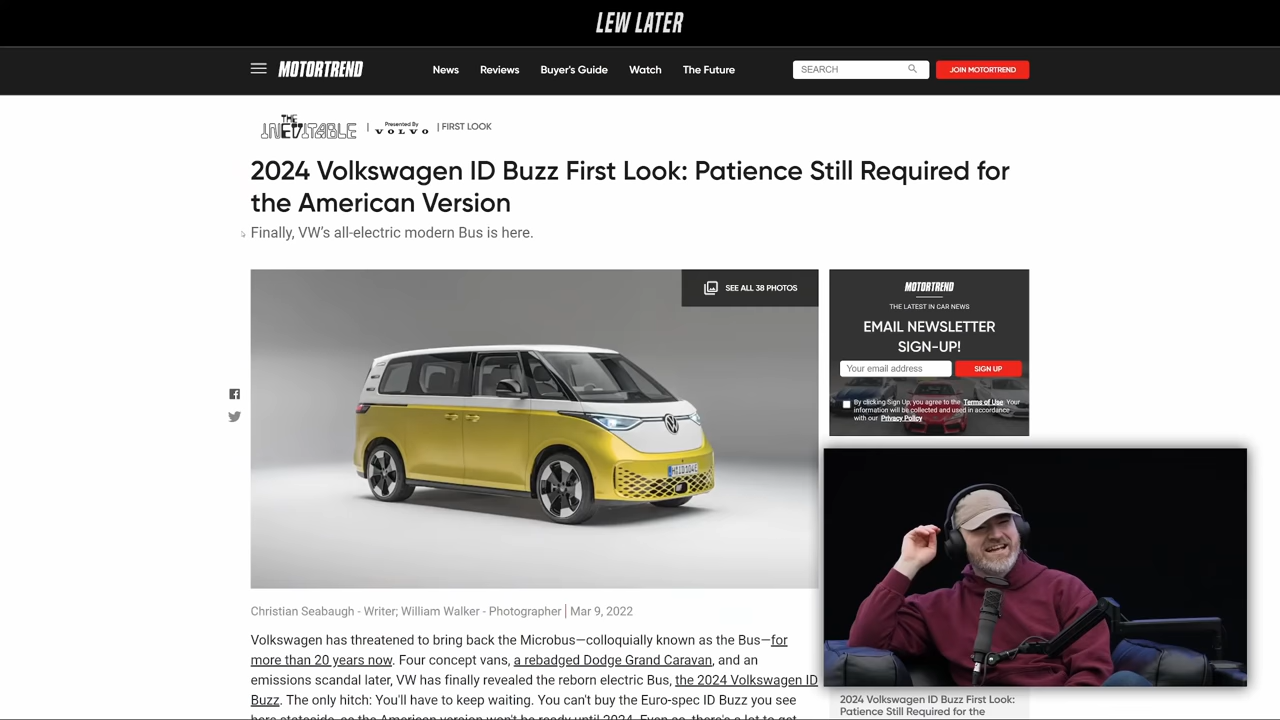 LEW LATER
MOTORTREND
News
Reviews
Buyer's Guide
Watch
The Future
SEARCH
JOIN MOTORTREND
THE INEVITABLE
| Presented By VOLVO | FIRST LOOK
2024 Volkswagen ID Buzz First Look: Patience Still Required for
the American Version
Finally, VW’s all-electric modern Bus is here.
SEE ALL 38 PHOTOS
MOTORTREND
THE LATEST IN CAR NEWS
EMAIL NEWSLETTER
SIGN-UP!
Your email address
SIGN UP
By clicking Sign Up, you agree to the Terms of Use. Your
information will be collected and used in accordance
with our Privacy Policy
Christian Seabaugh - Writer; William Walker - Photographer | Mar 9, 2022
Volkswagen has threatened to bring back the Microbus—colloquially known as the Bus—for
more than 20 years now. Four concept vans, a rebadged Dodge Grand Caravan, and an
emissions scandal later, VW has finally revealed the reborn electric Bus, the 2024 Volkswagen ID
Buzz. The only hitch: You'll have to keep waiting. You can't buy the Euro-spec ID Buzz you see
here stateside, as the American version won't be ready until 2024. Even so, there's a lot to get
2024 Volkswagen ID Buzz First Look:
Patience Still Required for the